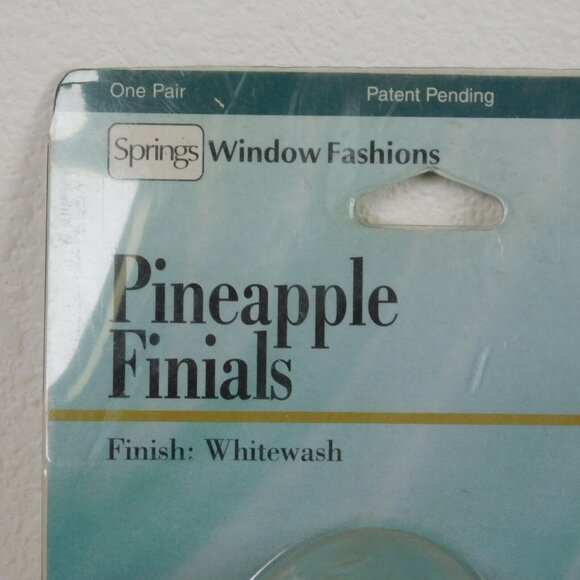 One Pair Patent Pending
Springs Window Fashions
Pineapple
Finials
Finish: Whitewash